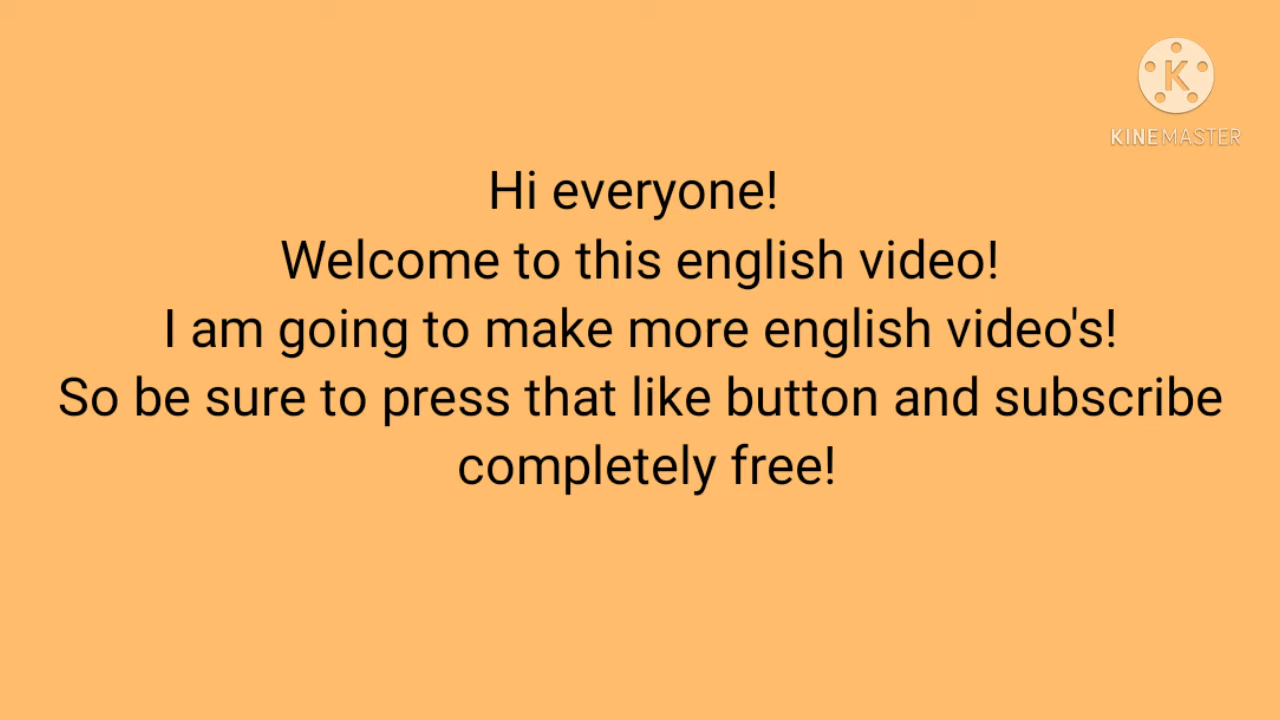 K
KINEMASTER
Hi everyone!
Welcome to this english video!
I am going to make more english video's!
So be sure to press that like button and subscribe
completely free!